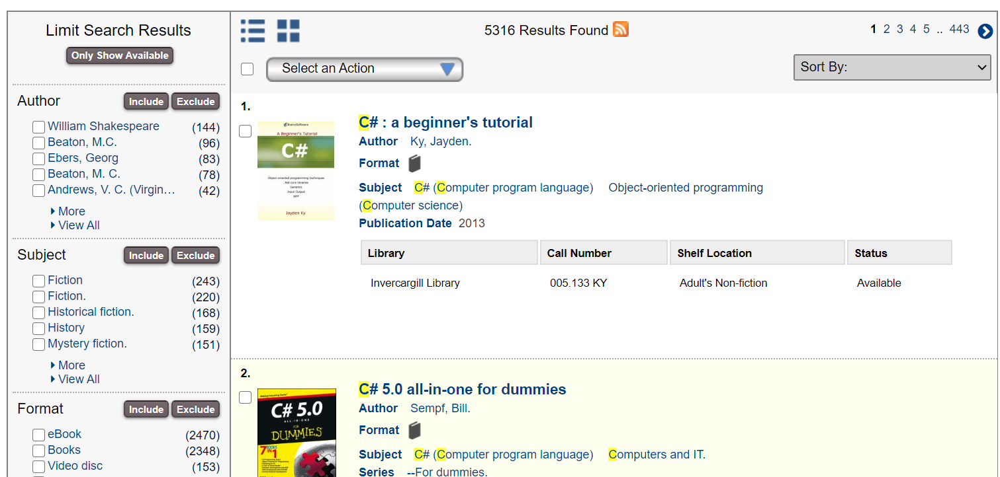 Limit Search Results
Only Show Available
Author Include Exclude
William Shakespeare (144)
Beaton, M.C. (96)
Ebers, Georg (83)
Beaton, M. C. (78)
Andrews, V. C. (Virgin… (42)
More
View All
Subject Include Exclude
Fiction (243)
Fiction. (220)
Historical fiction. (168)
History (159)
Mystery fiction. (151)
More
View All
Format Include Exclude
eBook (2470)
Books (2348)
Video disc (153)
5316 Results Found
1 2 3 4 5 .. 443
Select an Action
Sort By:
1.
BrainySoftware
A Beginner's Tutorial
C#
Object-oriented programming techniques
.Net core libraries
Generics
Input Output
WPF
Jayden Ky
C# : a beginner's tutorial
Author Ky, Jayden.
Format
Subject C# (Computer program language) Object-oriented programming
(Computer science)
Publication Date 2013
Library Call Number Shelf Location Status
Invercargill Library 005.133 KY Adult's Non-fiction Available
2.
Making Everything Easier!
C# 5.0
ALL-IN-ONE
FOR
DUMMIES
7 BOOKS
IN 1
C# 5.0 all-in-one for dummies
Author Sempf, Bill.
Format
Subject C# (Computer program language) Computers and IT.
Series --For dummies.